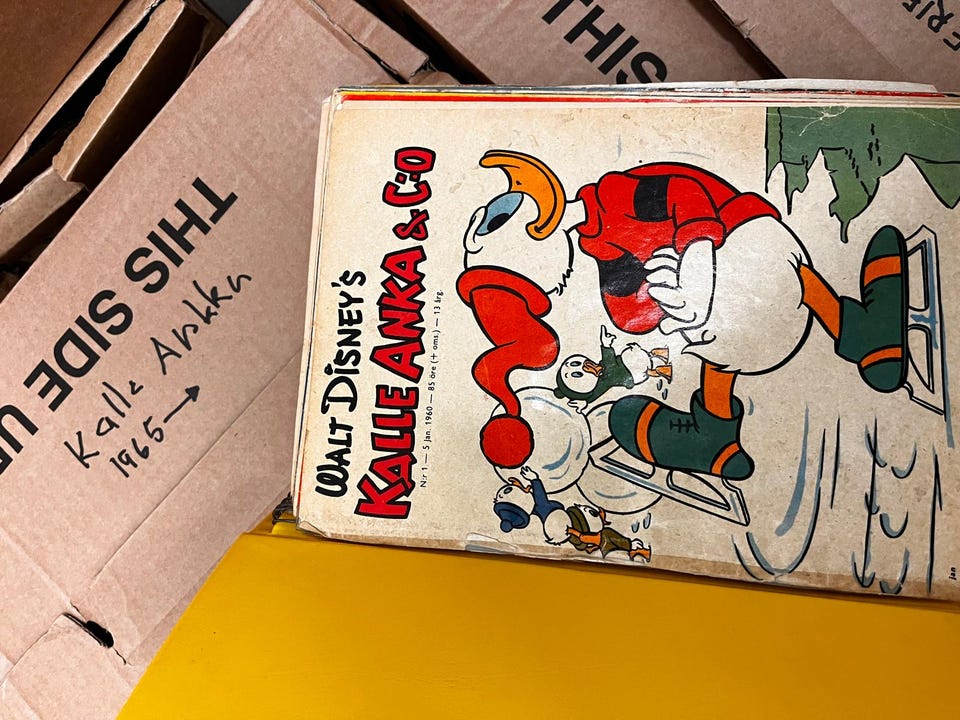 WALT DISNEY'S
KALLE ANKA & C:O
Nr 1 — 5 jan. 1960 — 85 öre (+ oms.) — 13 årg.
jan
THIS SIDE
Kalle Ankka
1965→
THIS